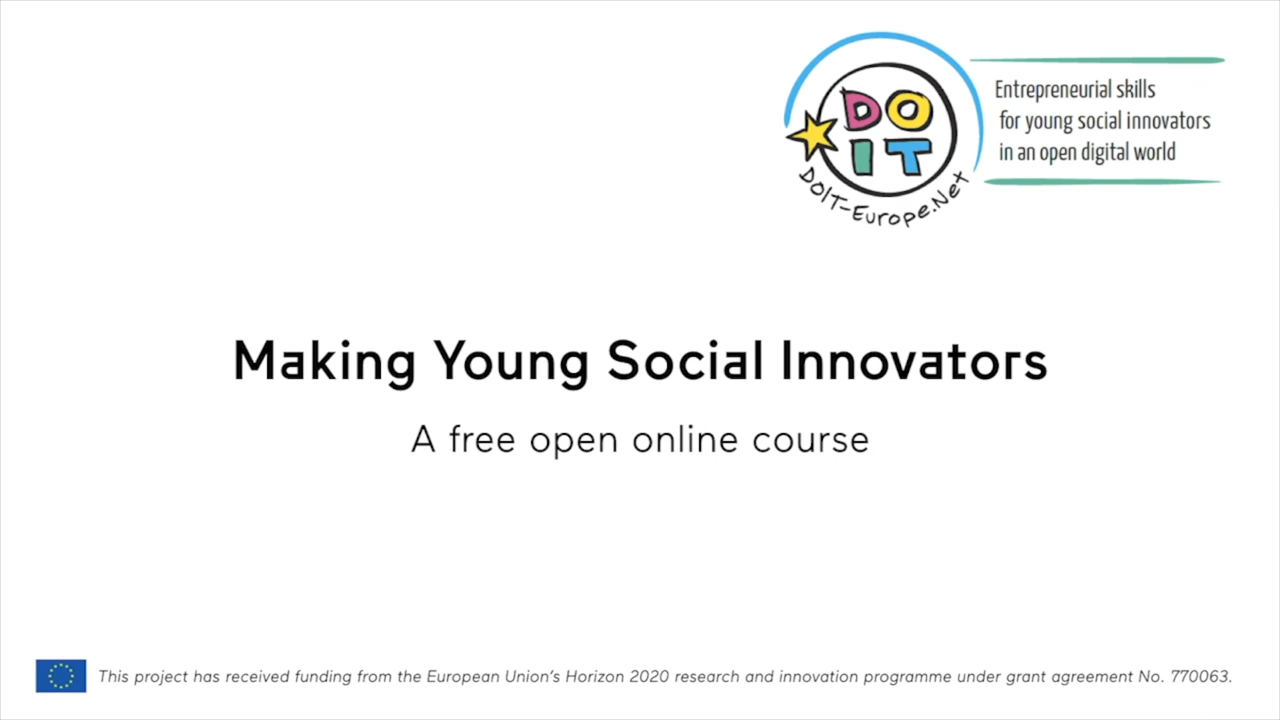 DO
IT
DOIT-Europe.Net
Entrepreneurial skills
for young social innovators
in an open digital world
Making Young Social Innovators
A free open online course
This project has received funding from the European Union's Horizon 2020 research and innovation programme under grant agreement No. 770063.